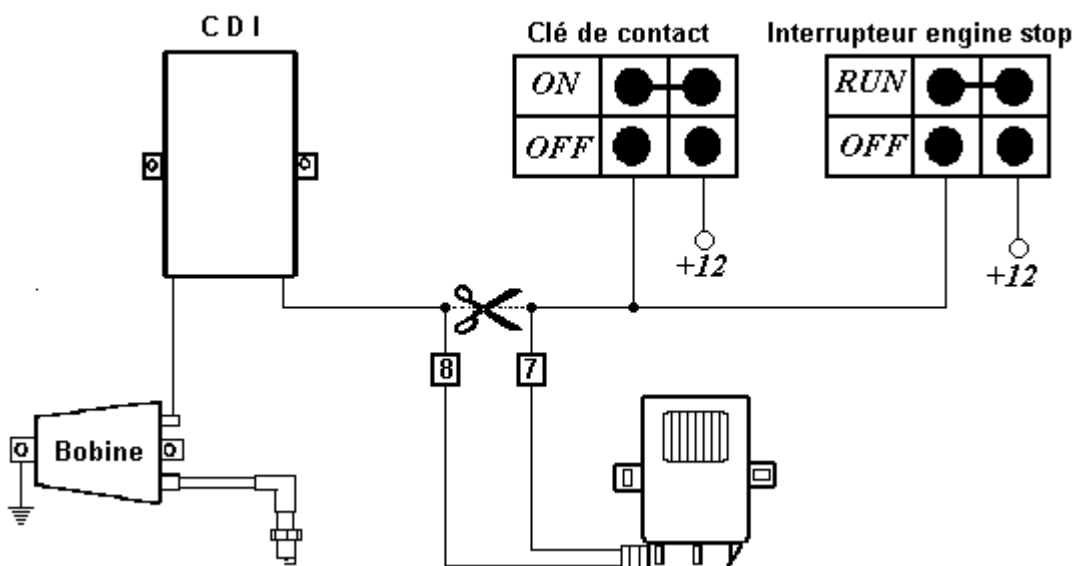 C D I
Clé de contact
Interrupteur engine stop
ON
OFF
RUN
OFF
+12
+12
8
7
Bobine